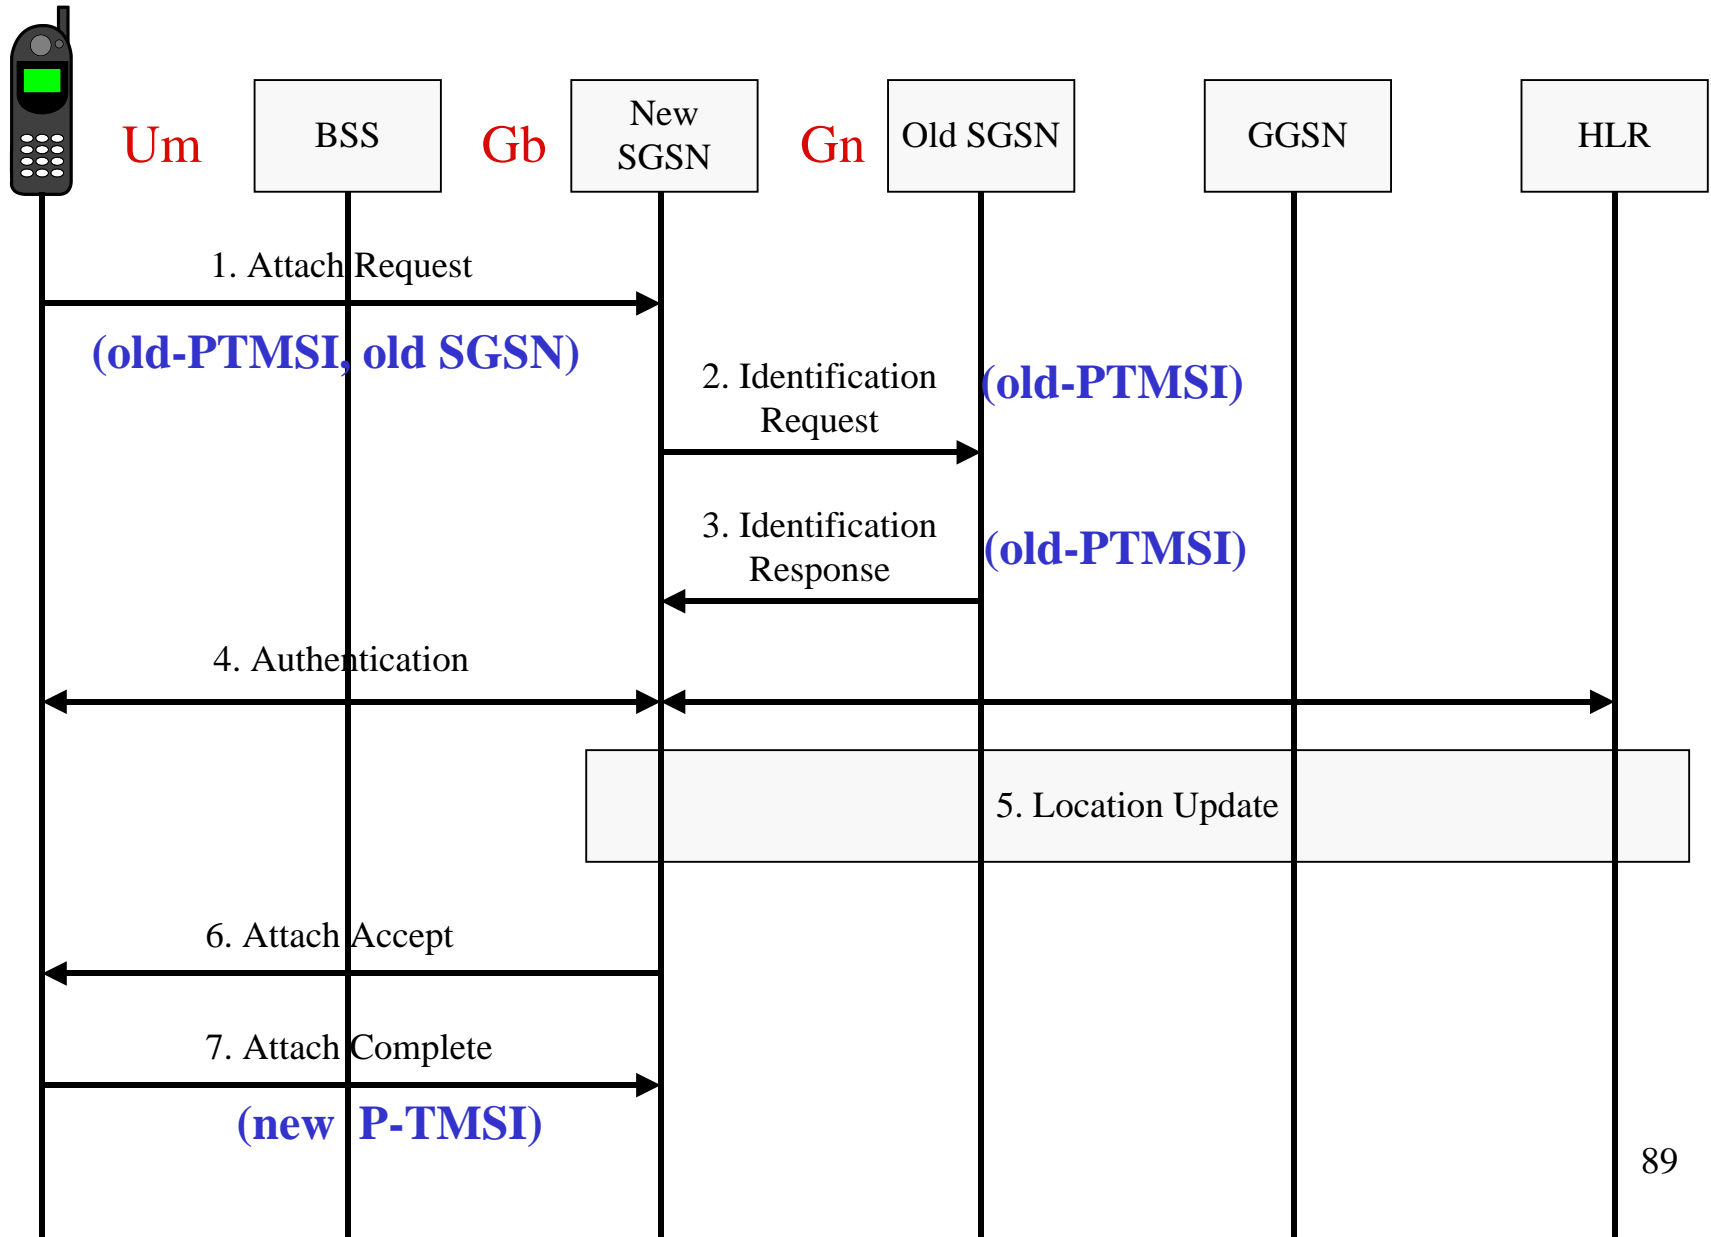 Um
BSS
Gb
New
SGSN
Gn
Old SGSN
GGSN
HLR
1. Attach Request
(old-PTMSI, old SGSN)
2. Identification
Request
(old-PTMSI)
3. Identification
Response
(old-PTMSI)
4. Authentication
5. Location Update
6. Attach Accept
7. Attach Complete
(new P-TMSI)
89